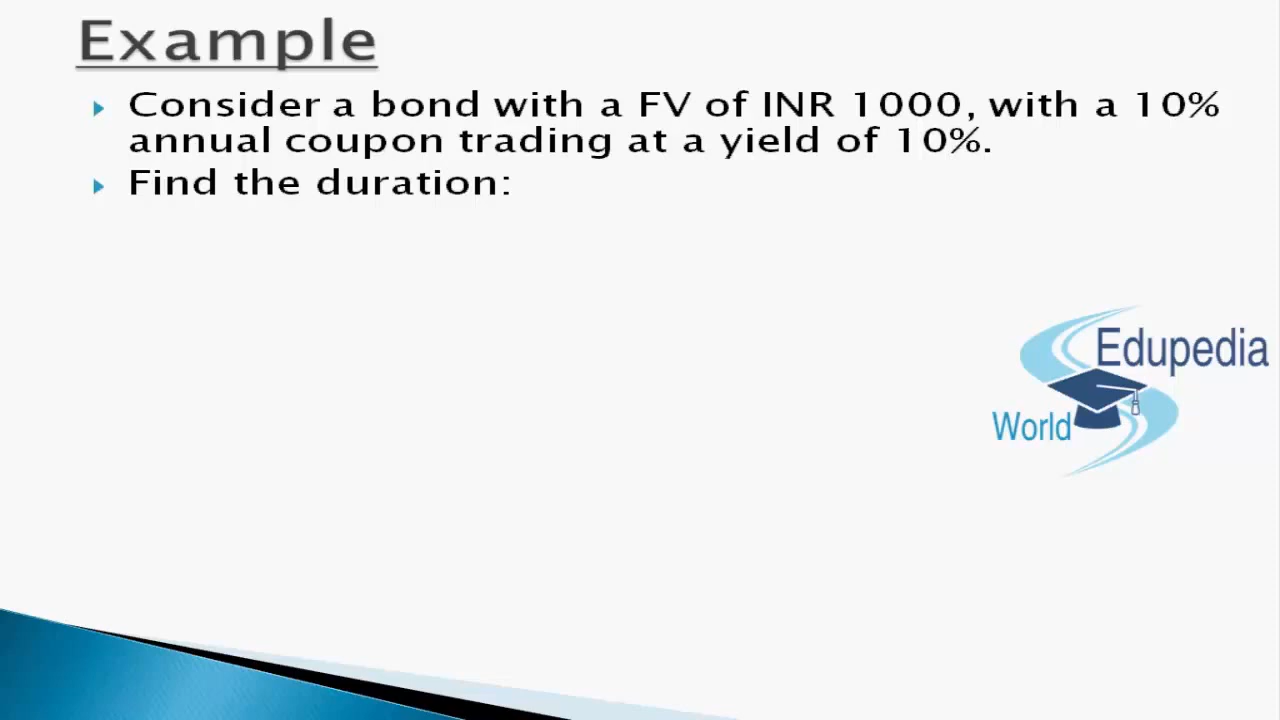 Example
Consider a bond with a FV of INR 1000, with a 10%
annual coupon trading at a yield of 10%.
Find the duration:
Edupedia
World